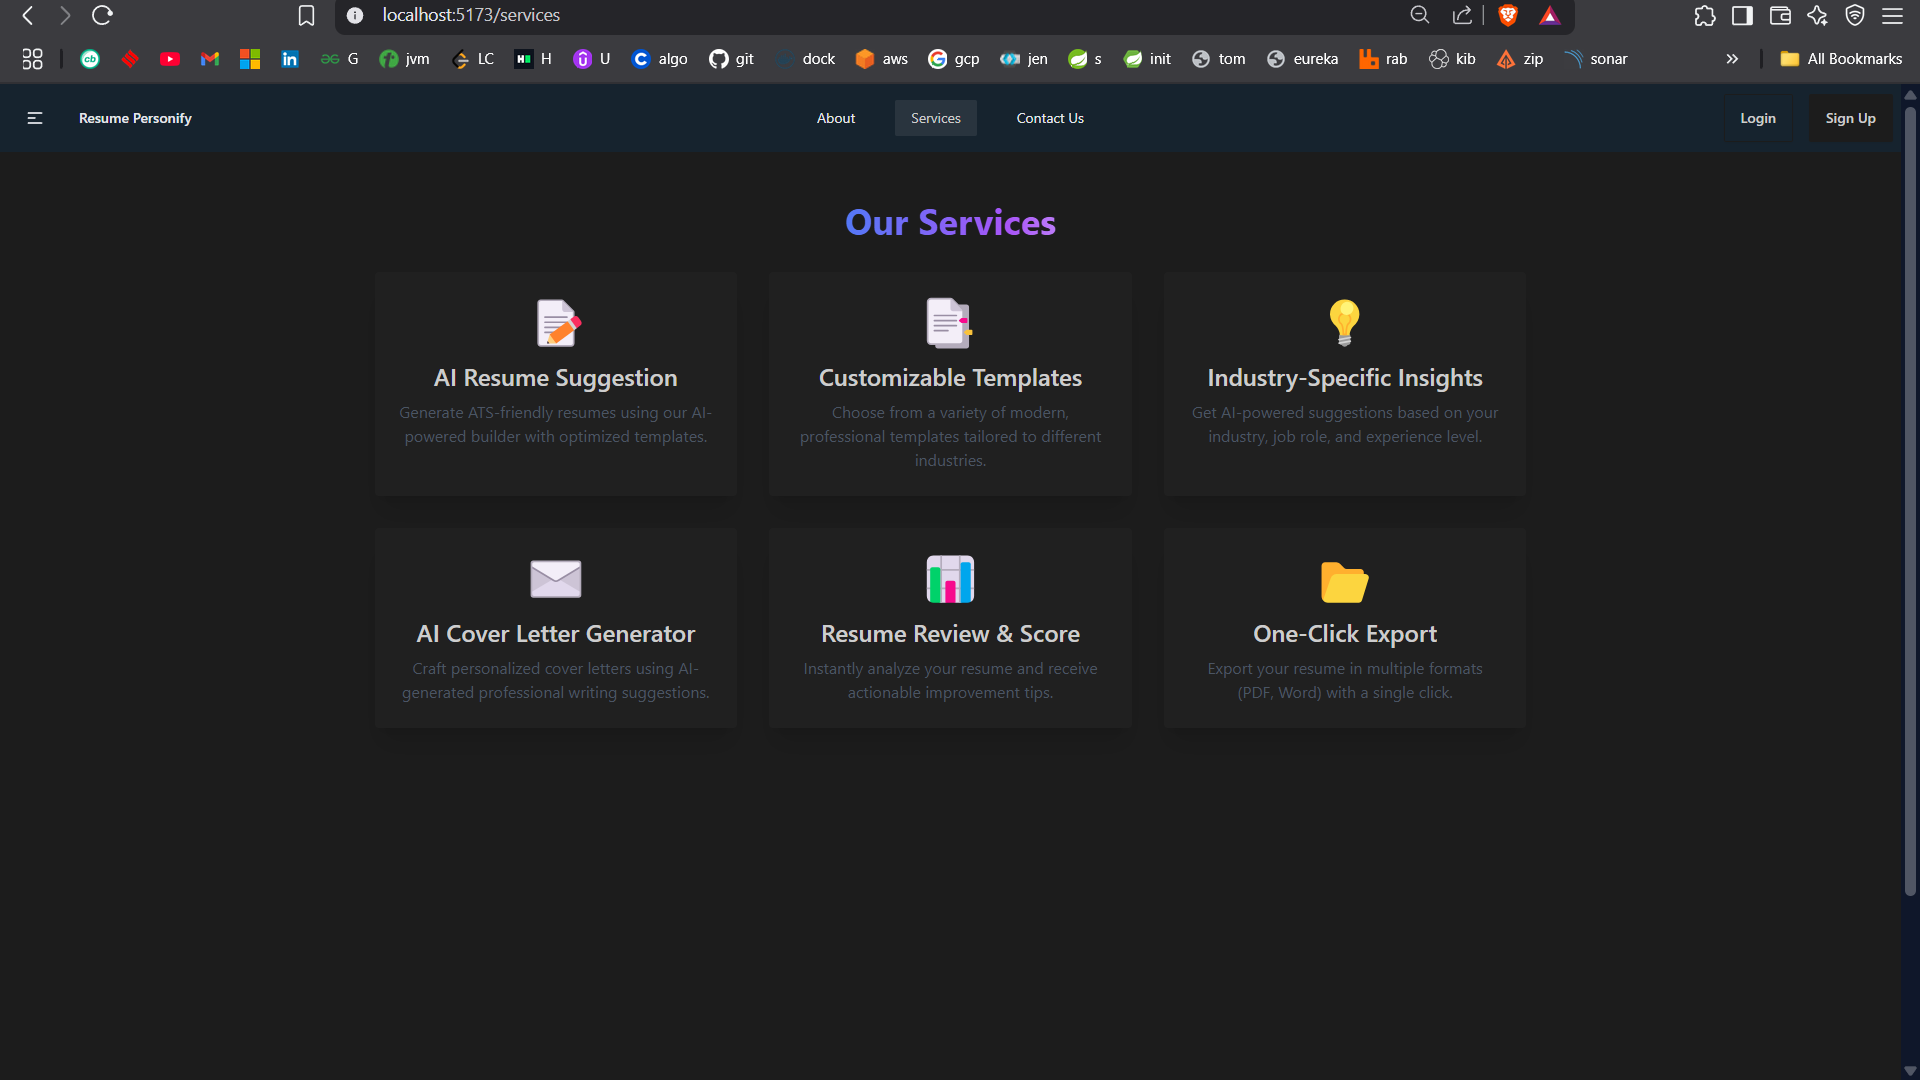 localhost:5173/services
cb
in
G
jvm
LC
H
H
U
algo
git
dock
aws
gcp
jen
s
init
tom
eureka
rab
kib
zip
sonar
All Bookmarks
Resume Personify
About
Services
Contact Us
Login
Sign Up
Our Services
AI Resume Suggestion
Generate ATS-friendly resumes using our AI-
powered builder with optimized templates.
Customizable Templates
Choose from a variety of modern,
professional templates tailored to different
industries.
Industry-Specific Insights
Get AI-powered suggestions based on your
industry, job role, and experience level.
AI Cover Letter Generator
Craft personalized cover letters using AI-
generated professional writing suggestions.
Resume Review & Score
Instantly analyze your resume and receive
actionable improvement tips.
One-Click Export
Export your resume in multiple formats
(PDF, Word) with a single click.